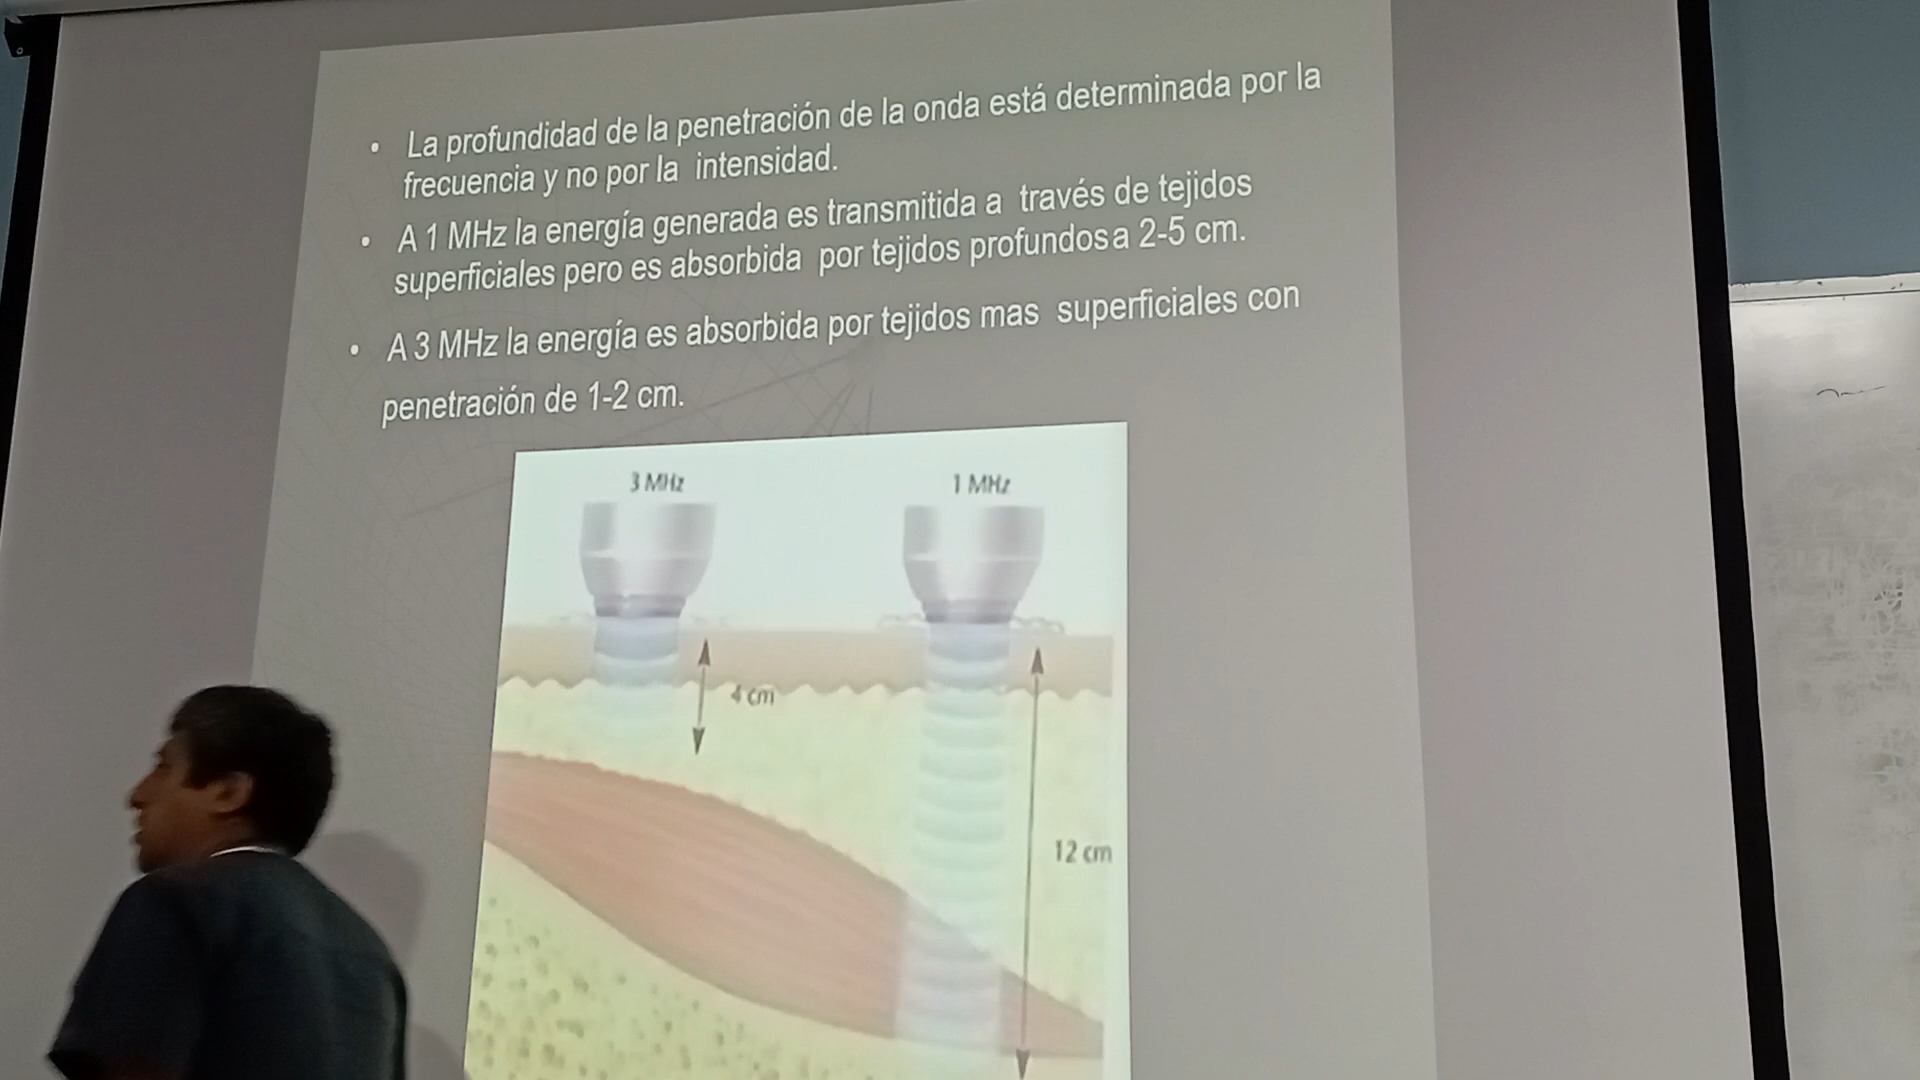 • La profundidad de la penetración de la onda está determinada por la
frecuencia y no por la intensidad.
• A 1 MHz la energía generada es transmitida a través de tejidos
superficiales pero es absorbida por tejidos profundos a 2-5 cm.
• A 3 MHz la energía es absorbida por tejidos mas superficiales con
penetración de 1-2 cm.
3 MHz
1 MHz
4 cm
12 cm